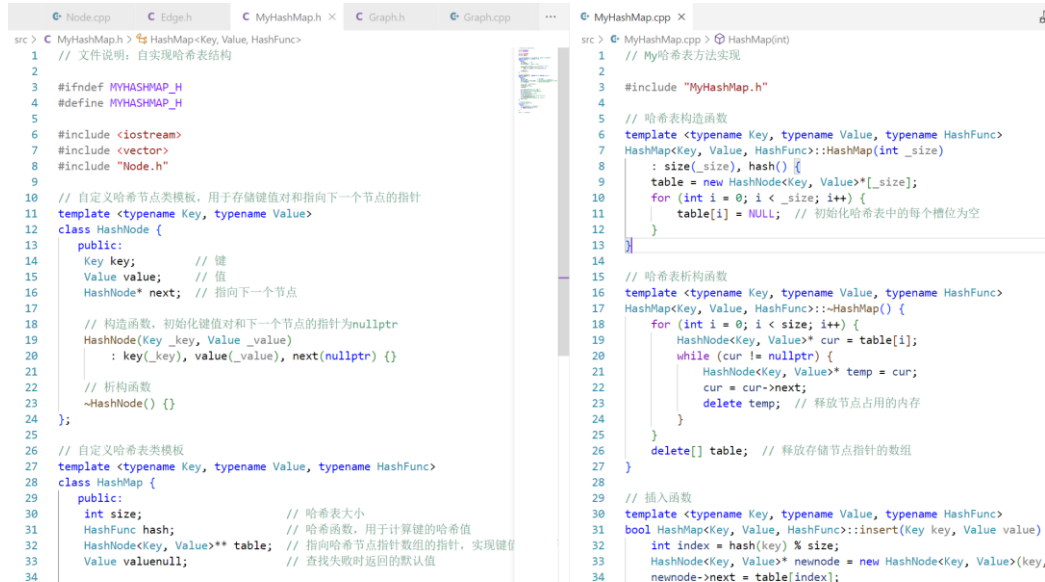 Node.cpp
Edge.h
MyHashMap.h
Graph.h
Graph.cpp
src > MyHashMap.h > HashMap<Key, Value, HashFunc>
1 // 文件说明：自实现哈希表结构
2
3 #ifndef MYHASHMAP_H
4 #define MYHASHMAP_H
5
6 #include <iostream>
7 #include <vector>
8 #include "Node.h"
9
10 // 自定义哈希节点类模板，用于存储键值对和指向下一个节点的指针
11 template <typename Key, typename Value>
12 class HashNode {
13 public:
14 Key key; // 键
15 Value value; // 值
16 HashNode* next; // 指向下一个节点
17
18 // 构造函数，初始化键值对和下一个节点的指针为nullptr
19 HashNode(Key _key, Value _value)
20 : key(_key), value(_value), next(nullptr) {}
21
22 // 析构函数
23 ~HashNode() {}
24 };
25
26 // 自定义哈希表类模板
27 template <typename Key, typename Value, typename HashFunc>
28 class HashMap {
29 public:
30 int size; // 哈希表大小
31 HashFunc hash; // 哈希函数，用于计算键的哈希值
32 HashNode<Key, Value>** table; // 指向哈希节点指针数组的指针，实现键值
33 Value valuenull; // 查找失败时返回的默认值
34
MyHashMap.cpp
src > MyHashMap.cpp > HashMap(int)
1 // My哈希表方法实现
2
3 #include "MyHashMap.h"
4
5 // 哈希表构造函数
6 template <typename Key, typename Value, typename HashFunc>
7 HashMap<Key, Value, HashFunc>::HashMap(int _size)
8 : size(_size), hash() {
9 table = new HashNode<Key, Value>*[_size];
10 for (int i = 0; i < _size; i++) {
11 table[i] = NULL; // 初始化哈希表中的每个槽位为空
12 }
13 }
14
15 // 哈希表析构函数
16 template <typename Key, typename Value, typename HashFunc>
17 HashMap<Key, Value, HashFunc>::~HashMap() {
18 for (int i = 0; i < size; i++) {
19 HashNode<Key, Value>* cur = table[i];
20 while (cur != nullptr) {
21 HashNode<Key, Value>* temp = cur;
22 cur = cur->next;
23 delete temp; // 释放节点占用的内存
24 }
25 }
26 delete[] table; // 释放存储节点指针的数组
27 }
28
29 // 插入函数
30 template <typename Key, typename Value, typename HashFunc>
31 bool HashMap<Key, Value, HashFunc>::insert(Key key, Value value)
32 int index = hash(key) % size;
33 HashNode<Key, Value>* newnode = new HashNode<Key, Value>(key,
34 newnode->next = table[index];